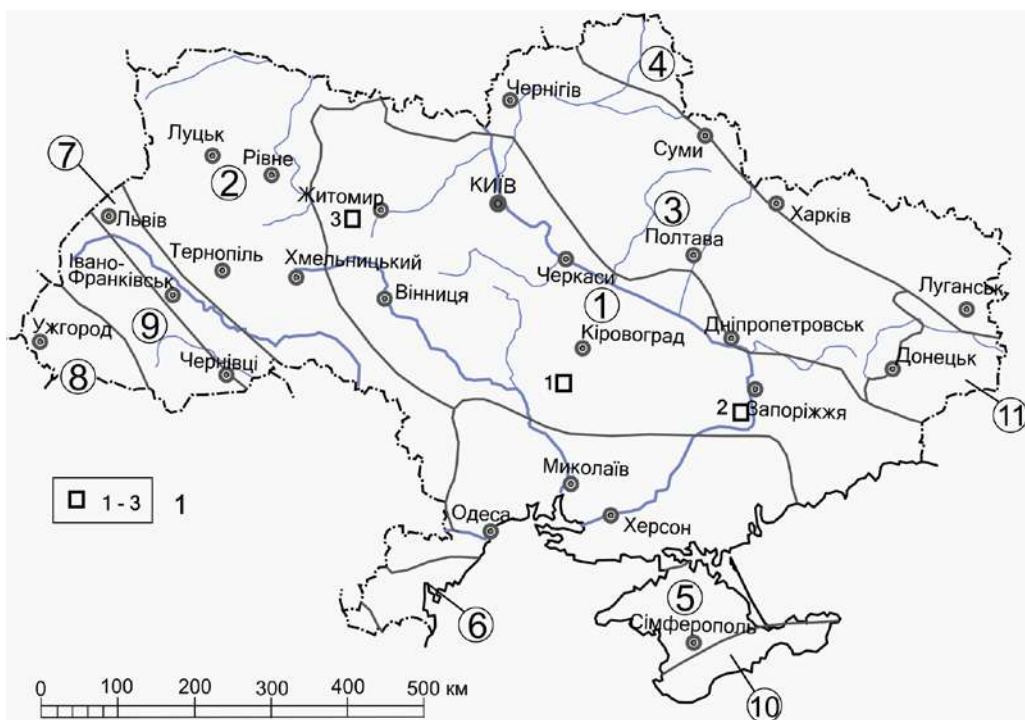 4
Чернігів
Луцьк
Суми
7
Рівне
2
КИЇВ
Житомир
3
3
Харків
Львів
Полтава
Тернопіль
Хмельницький
Черкаси
Івано-
Франківськ
Вінниця
1
Луганськ
Ужгород
9
Кіровоград
Дніпропетровськ
Донецьк
8
Чернівці
1
2
Запоріжжя
11
Миколаїв
1 - 3
1
Одеса
Херсон
5
6
Сімферополь
10
0
100
200
300
400
500 км